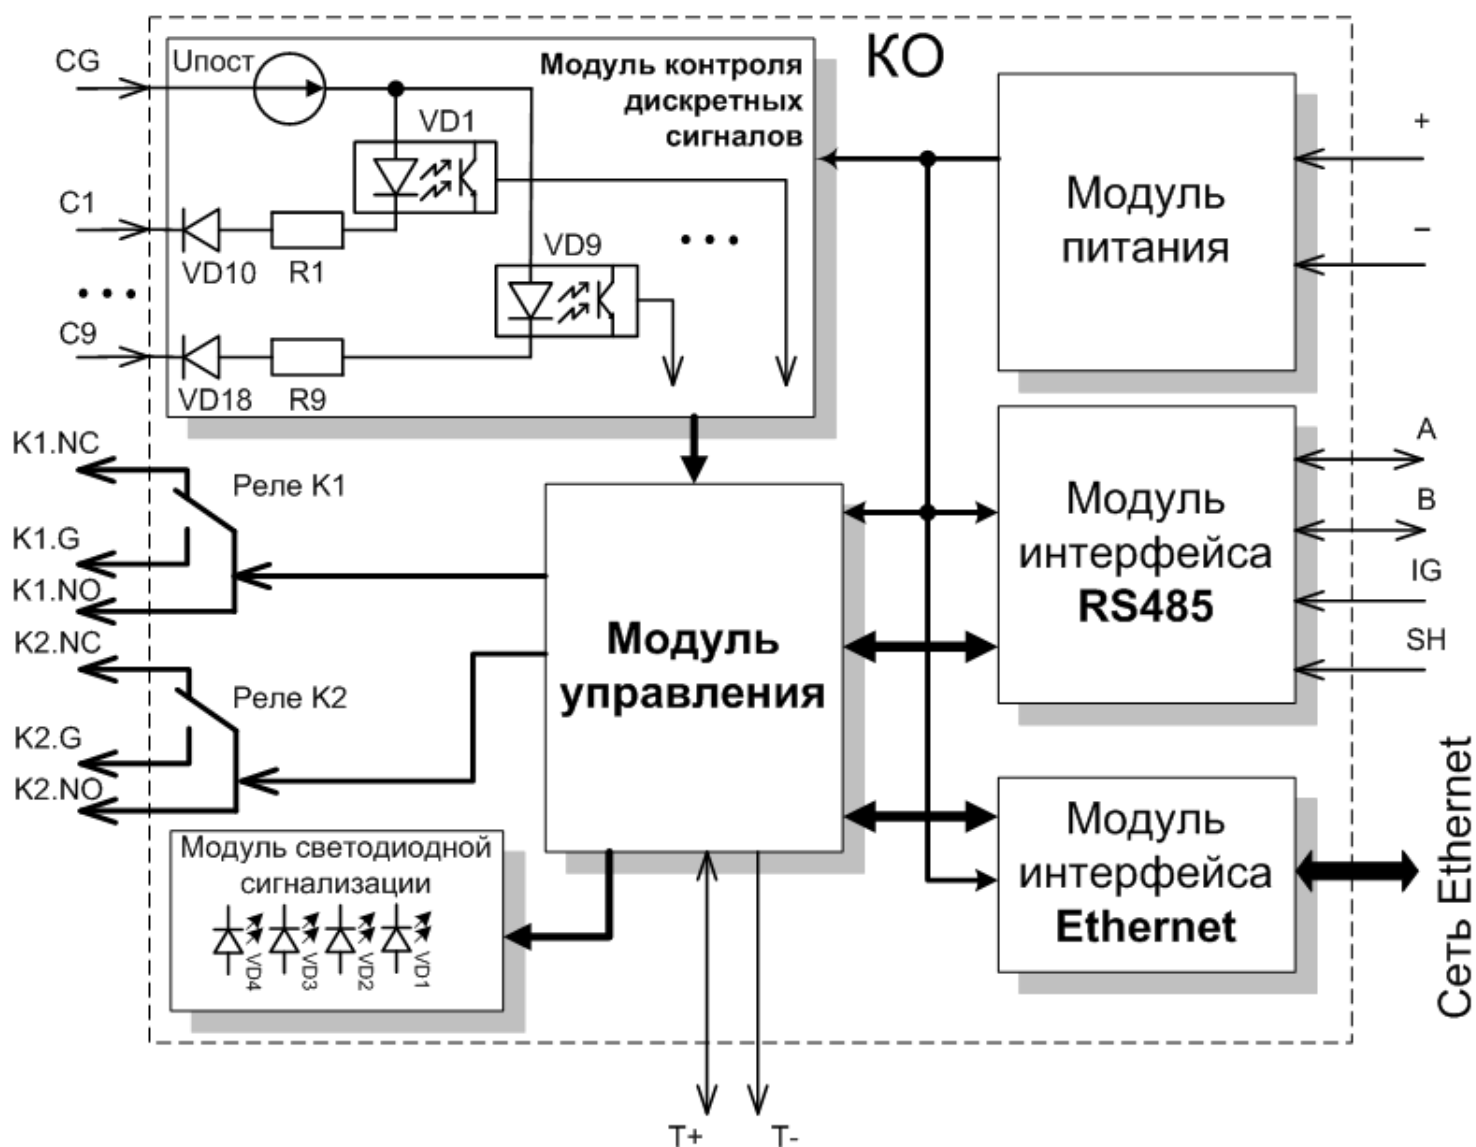 КО
CG
Uпост
Модуль контроля
дискретных
сигналов
VD1
C1
VD10
R1
VD9
C9
VD18
R9
Модуль
питания
+
–
K1.NC
Реле K1
K1.G
K1.NO
K2.NC
Реле K2
K2.G
K2.NO
Модуль
управления
Модуль
интерфейса
RS485
A
B
IG
SH
Модуль
интерфейса
Ethernet
Сеть Ethernet
Модуль светодиодной
сигнализации
VD4
VD3
VD2
VD1
T+
T-